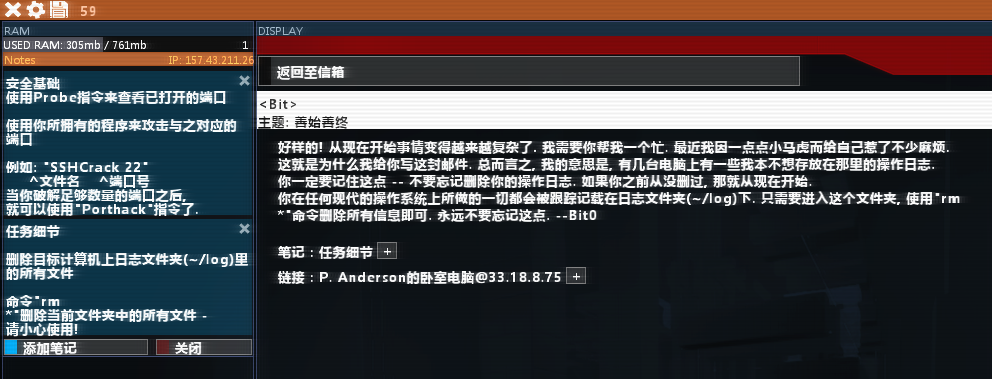 59
RAM
USED RAM: 305mb / 761mb 1
Notes IP: 157.43.211.26
安全基础
使用Probe指令来查看已打开的端口
使用你所拥有的程序来攻击与之对应的
端口
例如: "SSHCrack 22"
^文件名 ^端口号
当你破解足够数量的端口之后,
就可以使用"Porthack"指令了.
任务细节
删除目标计算机上日志文件夹(~/log)里
的所有文件
命令"rm
*"删除当前文件夹中的所有文件 -
请小心使用!
添加笔记 关闭
DISPLAY
返回至信箱
<Bit>
主题: 善始善终
好样的! 从现在开始事情变得越来越复杂了. 我需要你帮我一个忙. 最近我因一点点小马虎而给自己惹了不少麻烦.
这就是为什么我给你写这封邮件. 总而言之, 我的意思是, 有几台电脑上有一些我本不想存放在那里的操作日志.
你一定要记住这点 -- 不要忘记删除你的操作日志. 如果你之前从没删过, 那就从现在开始.
你在任何现代的操作系统上所做的一切都会被跟踪记载在日志文件夹(~/log)下. 只需要进入这个文件夹, 使用"rm
*"命令删除所有信息即可. 永远不要忘记这点. --Bit0
笔记 : 任务细节 +
链接 : P. Anderson的卧室电脑@33.18.8.75 +